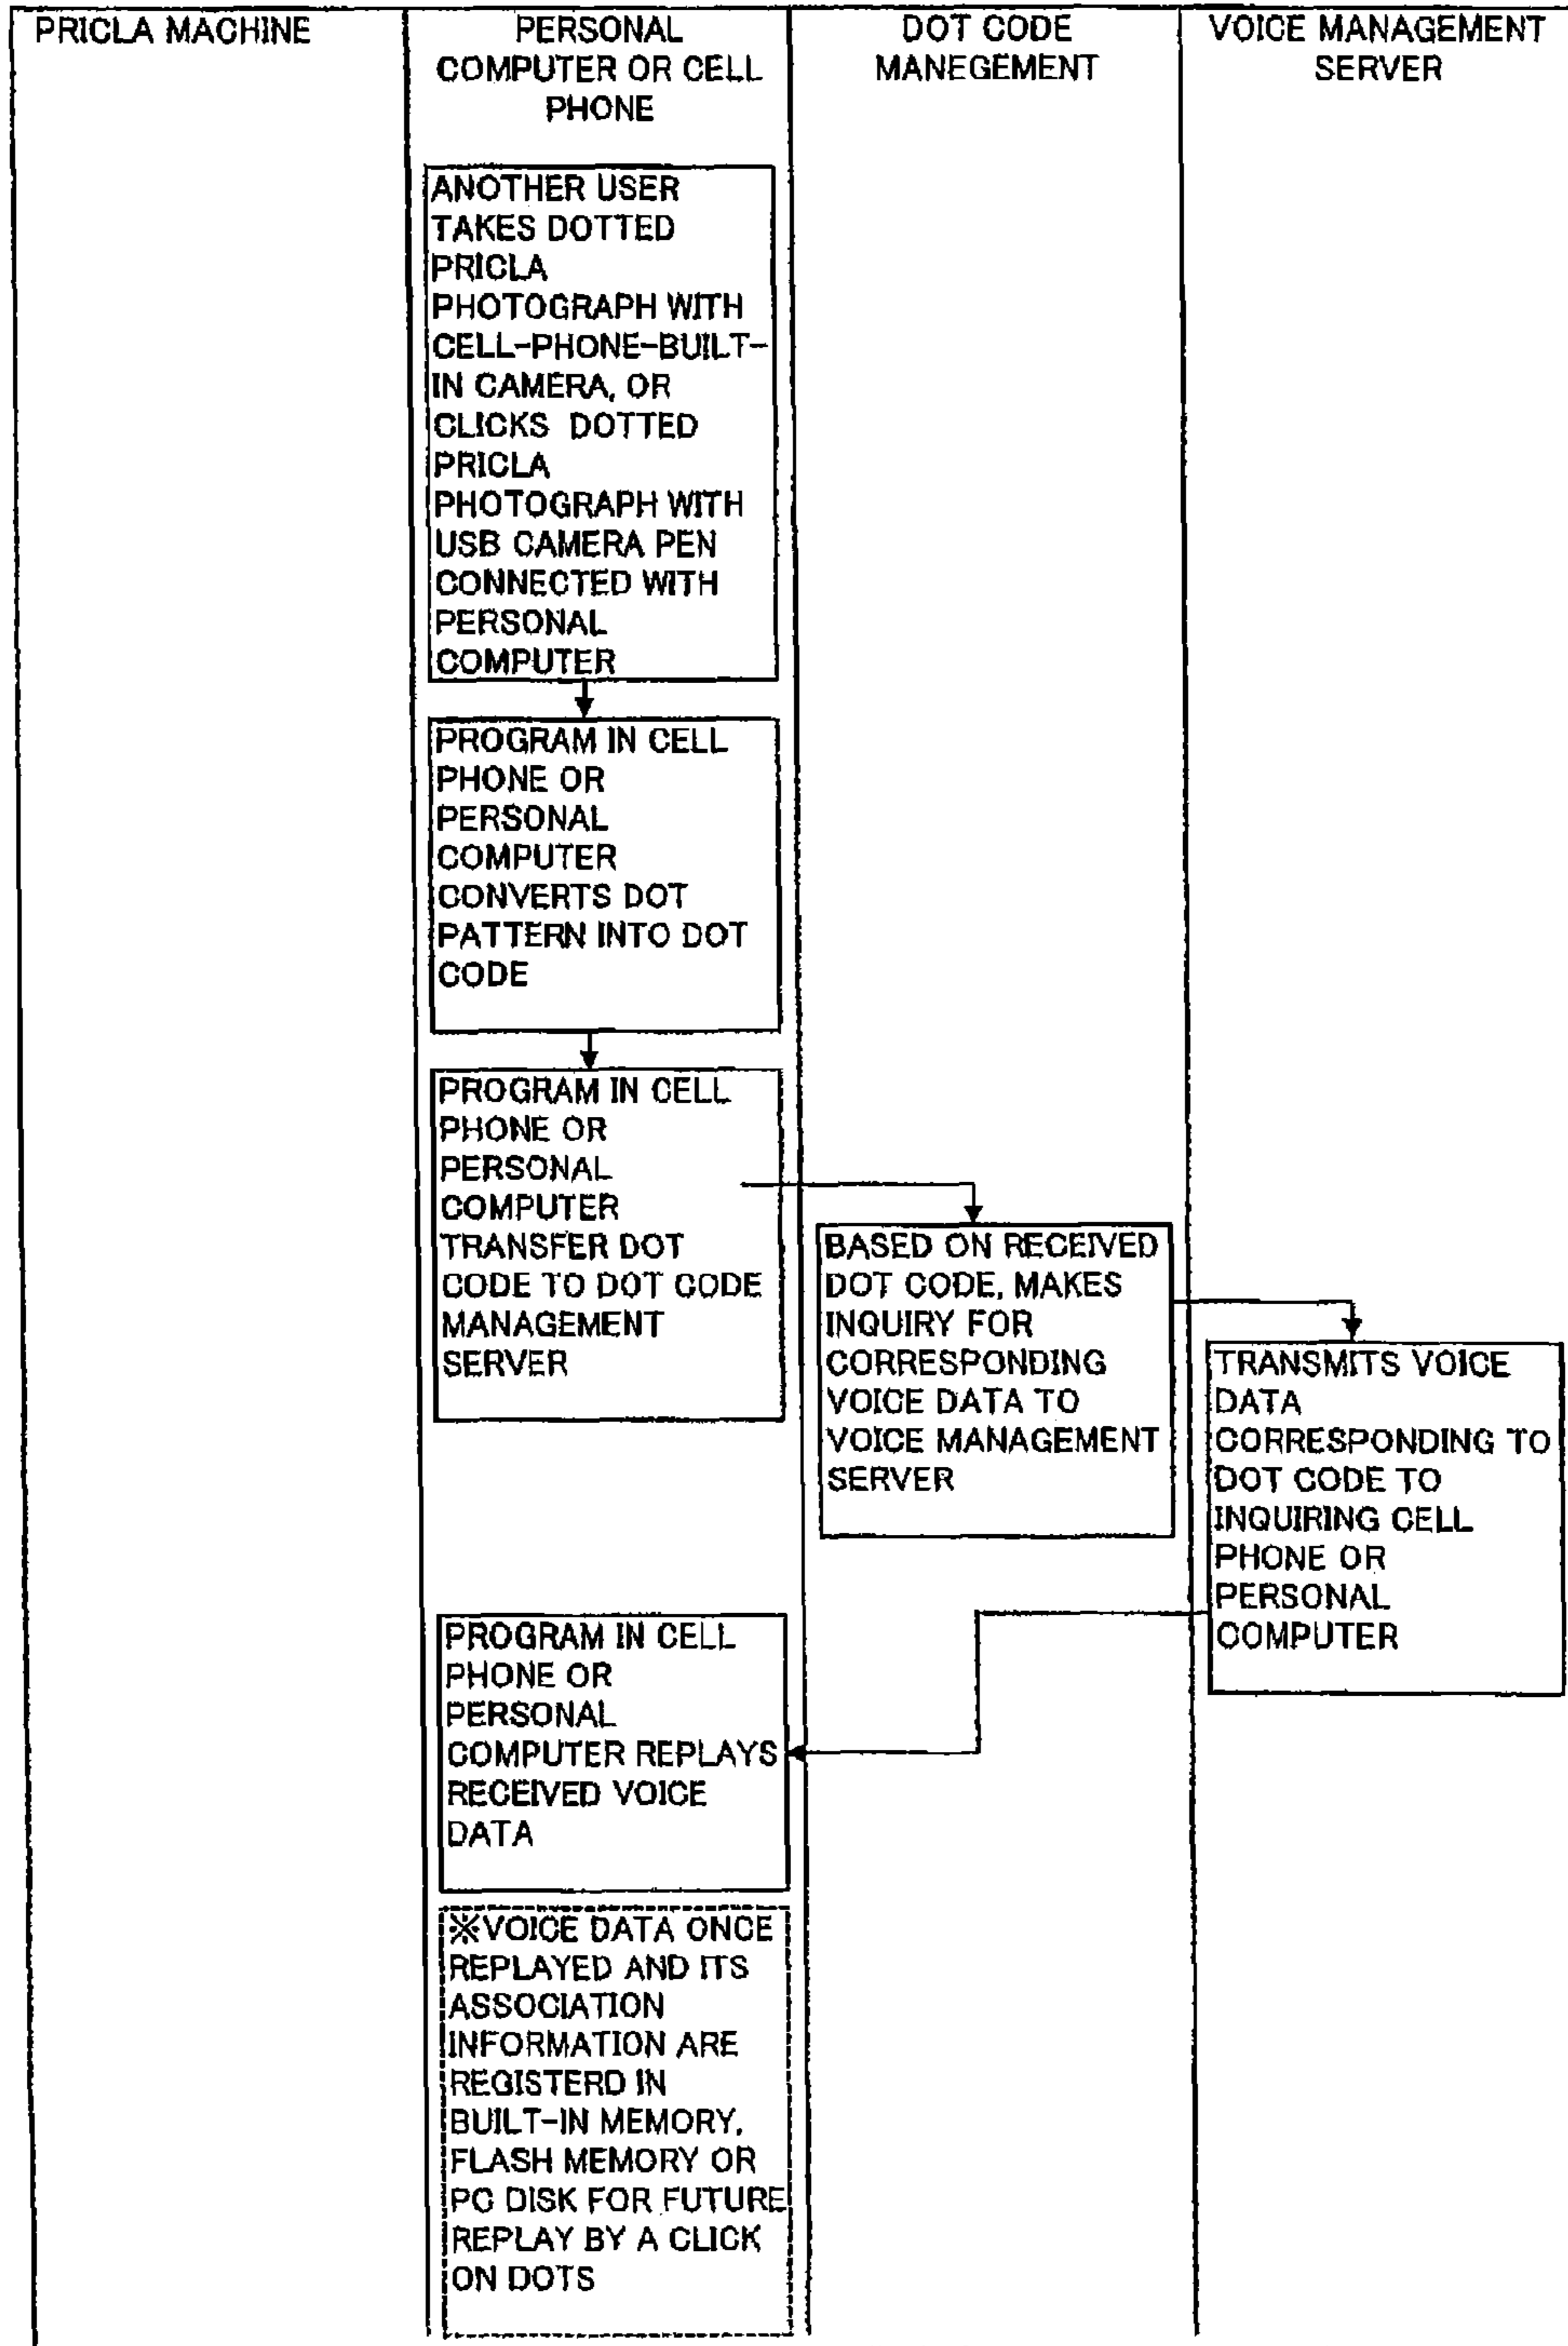 PRICLA MACHINE
PERSONAL
COMPUTER OR CELL
PHONE
DOT CODE
MANEGEMENT
VOICE MANAGEMENT
SERVER
ANOTHER USER
TAKES DOTTED
PRICLA
PHOTOGRAPH WITH
CELL-PHONE-BUILT-
IN CAMERA, OR
CLICKS DOTTED
PRICLA
PHOTOGRAPH WITH
USB CAMERA PEN
CONNECTED WITH
PERSONAL
COMPUTER
PROGRAM IN CELL
PHONE OR
PERSONAL
COMPUTER
CONVERTS DOT
PATTERN INTO DOT
CODE
PROGRAM IN CELL
PHONE OR
PERSONAL
COMPUTER
TRANSFER DOT
CODE TO DOT CODE
MANAGEMENT
SERVER
BASED ON RECEIVED
DOT CODE, MAKES
INQUIRY FOR
CORRESPONDING
VOICE DATA TO
VOICE MANAGEMENT
SERVER
TRANSMITS VOICE
DATA
CORRESPONDING TO
DOT CODE TO
INQUIRING CELL
PHONE OR
PERSONAL
COMPUTER
PROGRAM IN CELL
PHONE OR
PERSONAL
COMPUTER REPLAYS
RECEIVED VOICE
DATA
※VOICE DATA ONCE
REPLAYED AND ITS
ASSOCIATION
INFORMATION ARE
REGISTERD IN
BUILT-IN MEMORY,
FLASH MEMORY OR
PC DISK FOR FUTURE
REPLAY BY A CLICK
ON DOTS